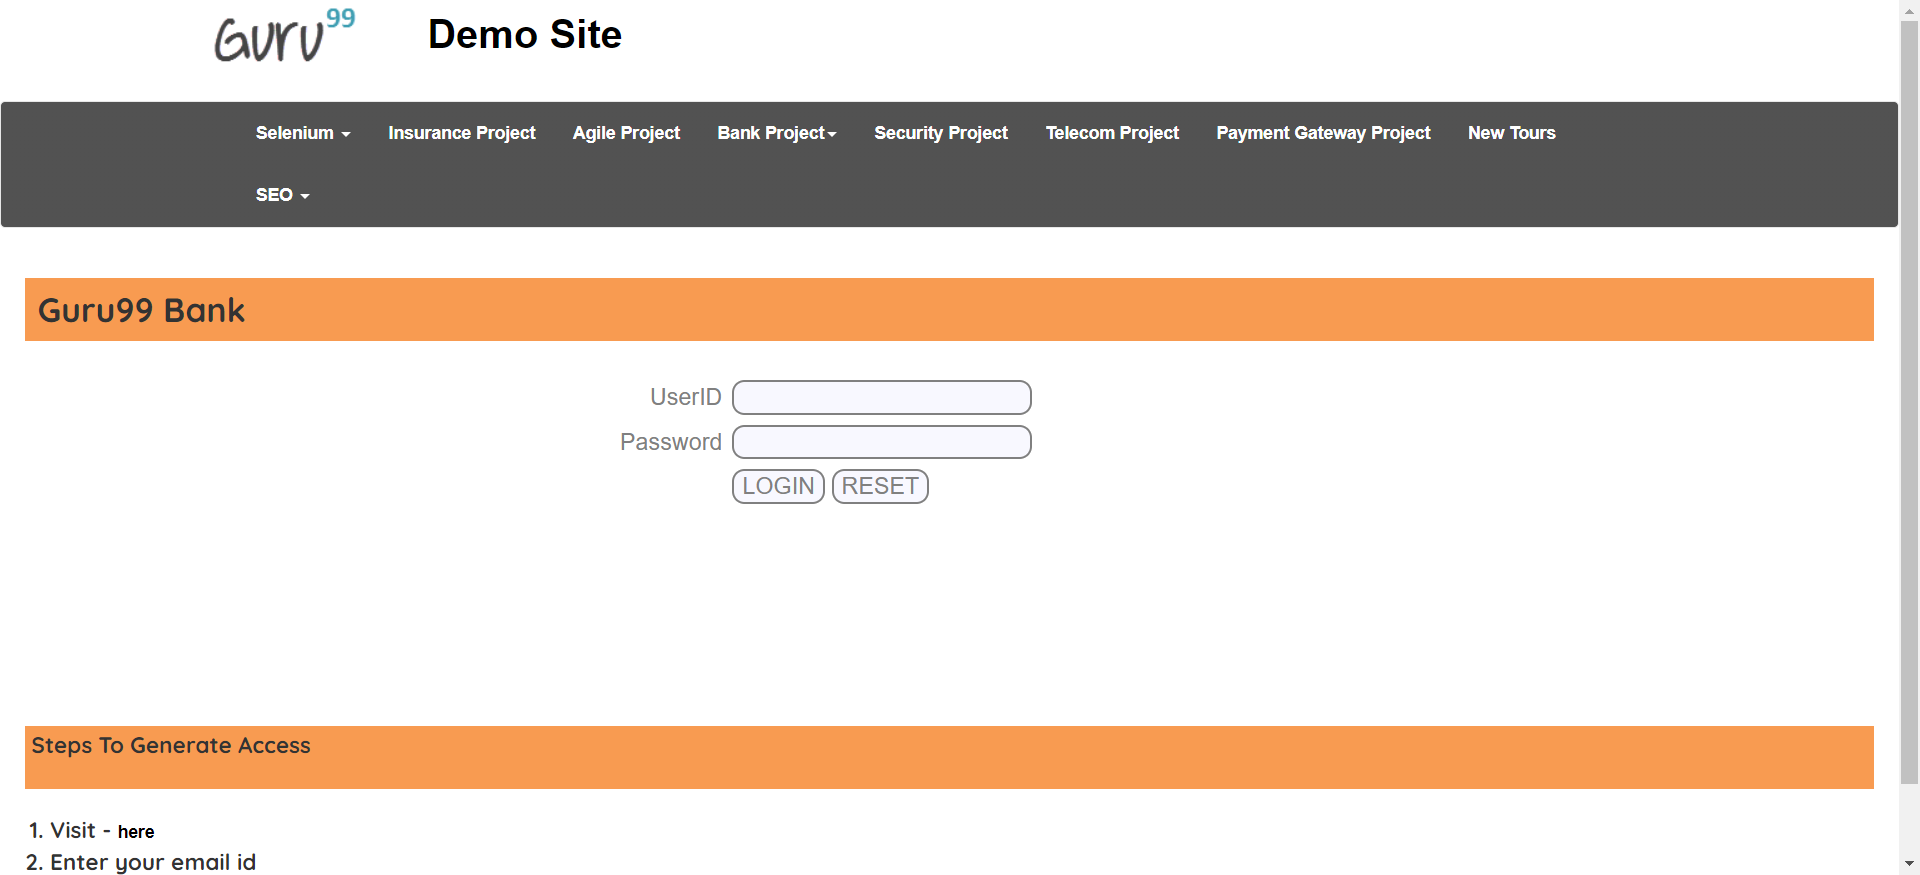 Guru99 Demo Site
Selenium Insurance Project Agile Project Bank Project Security Project Telecom Project Payment Gateway Project New Tours
SEO
Guru99 Bank
UserID
Password
LOGIN RESET
Steps To Generate Access
1. Visit - here
2. Enter your email id